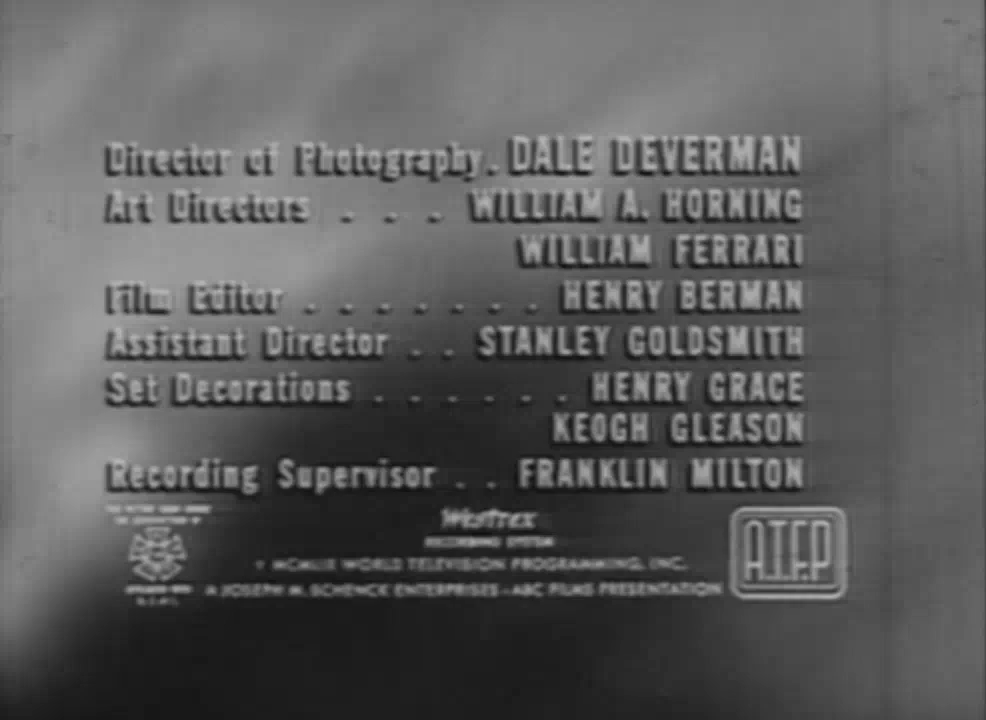 Director of Photography. DALE DEVERMAN
Art Directors . . . WILLIAM A. HORNING
WILLIAM FERRARI
Film Editor . . . . . . . HENRY BERMAN
Assistant Director . . STANLEY GOLDSMITH
Set Decorations . . . . . . HENRY GRACE
KEOGH GLEASON
Recording Supervisor . . FRANKLIN MILTON
Westrex
RECORDING SYSTEM
A.T.F.P
MCMLIX WORLD TELEVISION PROGRAMMING, INC.
A JOSEPH M. SCHENCK ENTERPRISES-ABC FILMS PRESENTATION